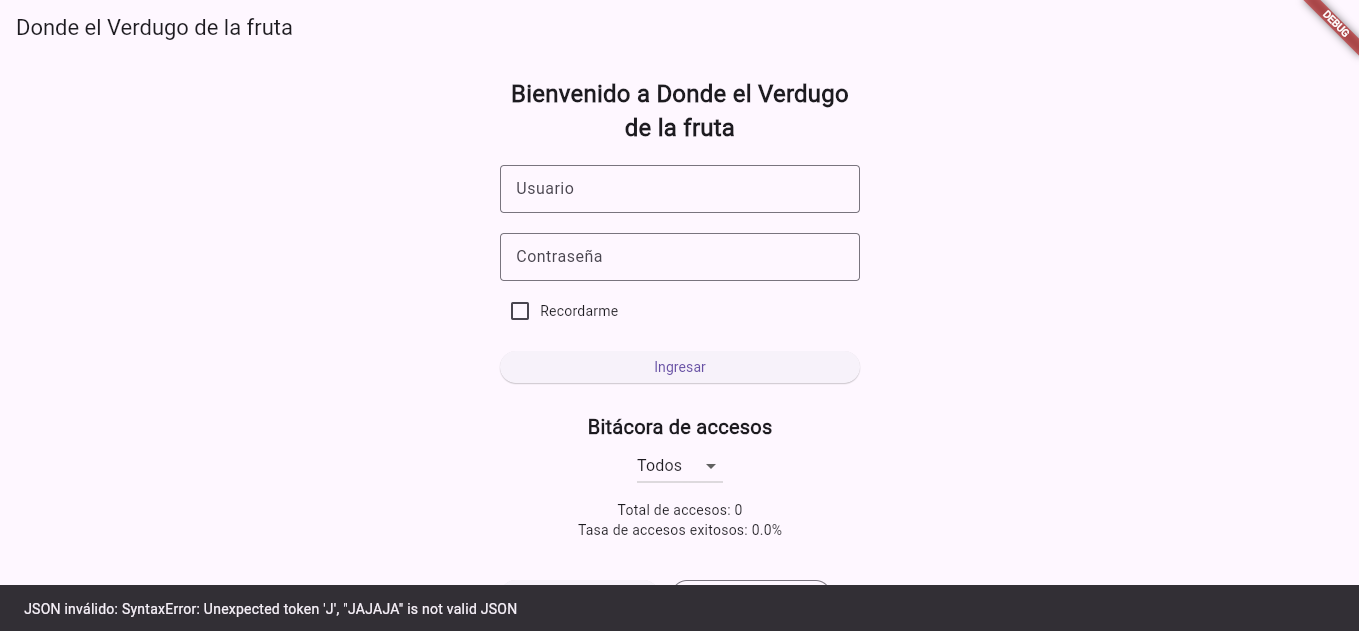 Donde el Verdugo de la fruta
DEBUG
Bienvenido a Donde el Verdugo
de la fruta
Usuario
Contraseña
Recordarme
Ingresar
Bitácora de accesos
Todos
Total de accesos: 0
Tasa de accesos exitosos: 0.0%
JSON inválido: SyntaxError: Unexpected token 'J', "JAJAJA" is not valid JSON